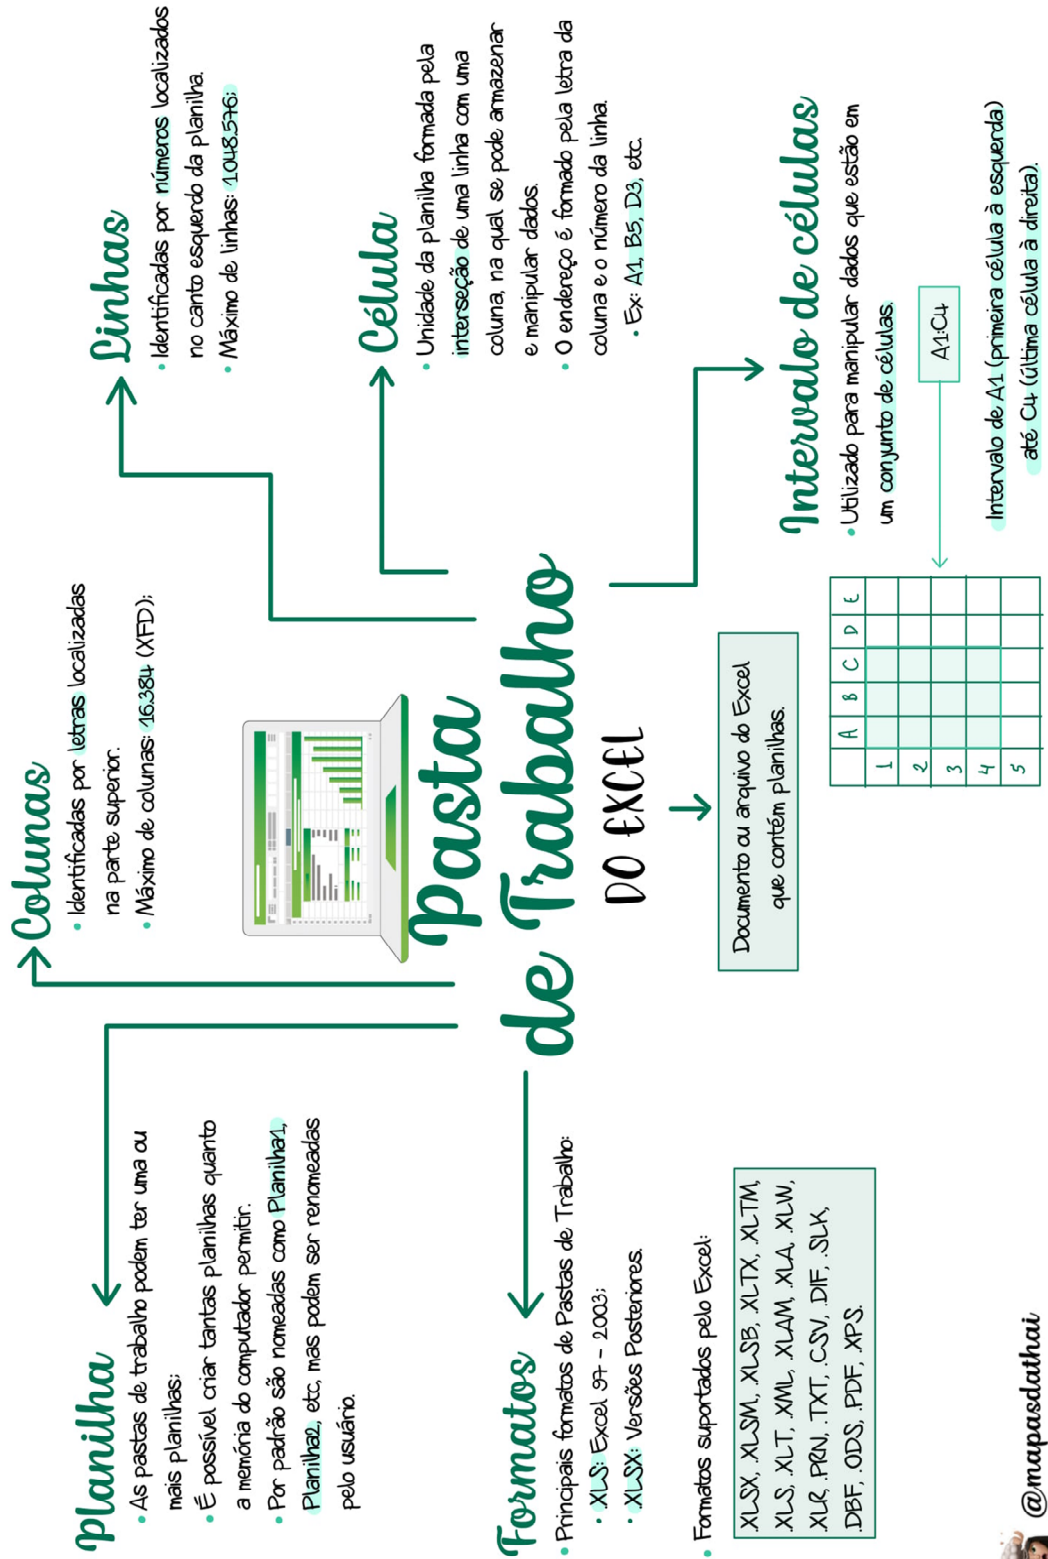 Planilha
• As pastas de trabalho podem ter uma ou
mais planilhas;
• É possível criar tantas planilhas quanto
a memória do computador permitir.
• Por padrão são nomeadas como Planilha1,
Planilha2, etc, mas podem ser renomeadas
pelo usuário.
Colunas
• Identificadas por letras localizadas
na parte superior.
• Máximo de colunas: 16.384 (XFD);
Linhas
• Identificadas por números localizados
no canto esquerdo da planilha.
• Máximo de linhas: 1.048.576;
Pasta
de Trabalho
DO EXCEL
Documento ou arquivo do Excel
que contém planilhas.
Célula
• Unidade da planilha formada pela
interseção de uma linha com uma
coluna, na qual se pode armazenar
e manipular dados.
• O endereço é formado pela letra da
coluna e o número da linha.
• Ex: A1, B5, D3, etc.
Formatos
• Principais formatos de Pastas de Trabalho:
• .XLS: Excel 97 - 2003;
• .XLSX: Versões Posteriores.
• Formatos suportados pelo Excel:
.XLSX, .XLSM, .XLSB, .XLTX, .XLTM,
.XLS, .XLT, .XML, .XLAM, .XLA, .XLW,
.XLR, .PRN, .TXT, .CSV, .DIF, .SLK,
.DBF, .ODS, .PDF, .XPS.
Intervalo de células
• Utilizado para manipular dados que estão em
um conjunto de células.
A B C D E
1
2
3
4
5
A1:C4
Intervalo de A1 (primeira célula à esquerda)
até C4 (última célula à direita).
@mapasdathai